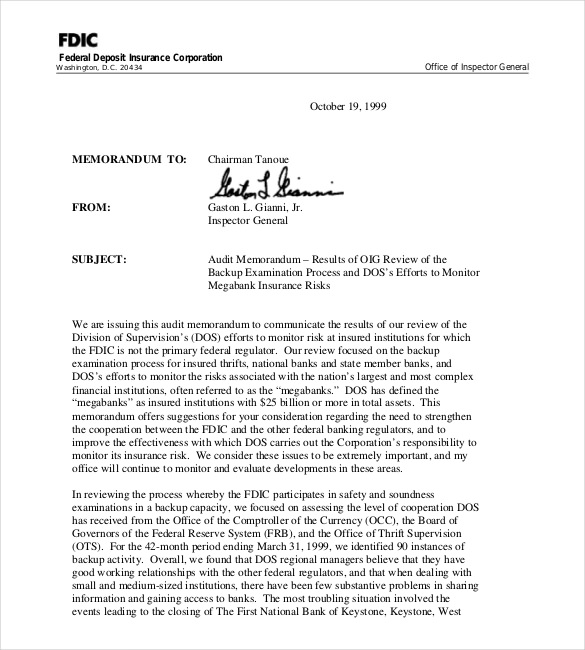 FDIC
Federal Deposit Insurance Corporation
Washington, D.C. 20434
Office of Inspector General
October 19, 1999
MEMORANDUM TO: Chairman Tanoue
Gaston L Gianni
FROM: Gaston L. Gianni, Jr.
Inspector General
SUBJECT: Audit Memorandum – Results of OIG Review of the
Backup Examination Process and DOS’s Efforts to Monitor
Megabank Insurance Risks
We are issuing this audit memorandum to communicate the results of our review of the
Division of Supervision’s (DOS) efforts to monitor risk at insured institutions for which
the FDIC is not the primary federal regulator. Our review focused on the backup
examination process for insured thrifts, national banks and state member banks, and
DOS’s efforts to monitor the risks associated with the nation’s largest and most complex
financial institutions, often referred to as the “megabanks.” DOS has defined the
“megabanks” as insured institutions with $25 billion or more in total assets. This
memorandum offers suggestions for your consideration regarding the need to strengthen
the cooperation between the FDIC and the other federal banking regulators, and to
improve the effectiveness with which DOS carries out the Corporation’s responsibility to
monitor its insurance risk. We consider these issues to be extremely important, and my
office will continue to monitor and evaluate developments in these areas.
In reviewing the process whereby the FDIC participates in safety and soundness
examinations in a backup capacity, we focused on assessing the level of cooperation DOS
has received from the Office of the Comptroller of the Currency (OCC), the Board of
Governors of the Federal Reserve System (FRB), and the Office of Thrift Supervision
(OTS). For the 42-month period ending March 31, 1999, we identified 90 instances of
backup activity. Overall, we found that DOS regional managers believe that they have
good working relationships with the other federal regulators, and that when dealing with
small and medium-sized institutions, there have been few substantive problems in sharing
information and gaining access to banks. The most troubling situation involved the
events leading to the closing of The First National Bank of Keystone, Keystone, West